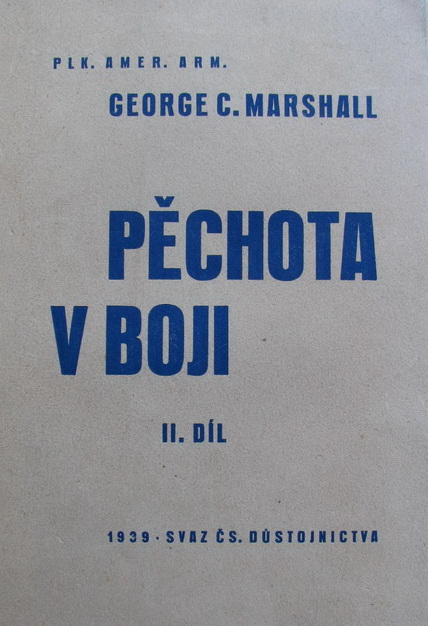 PLK. AMER. ARM.
GEORGE C. MARSHALL
PĚCHOTA
V BOJI
II. DÍL
1939 · SVAZ ČS. DŮSTOJNICTVA